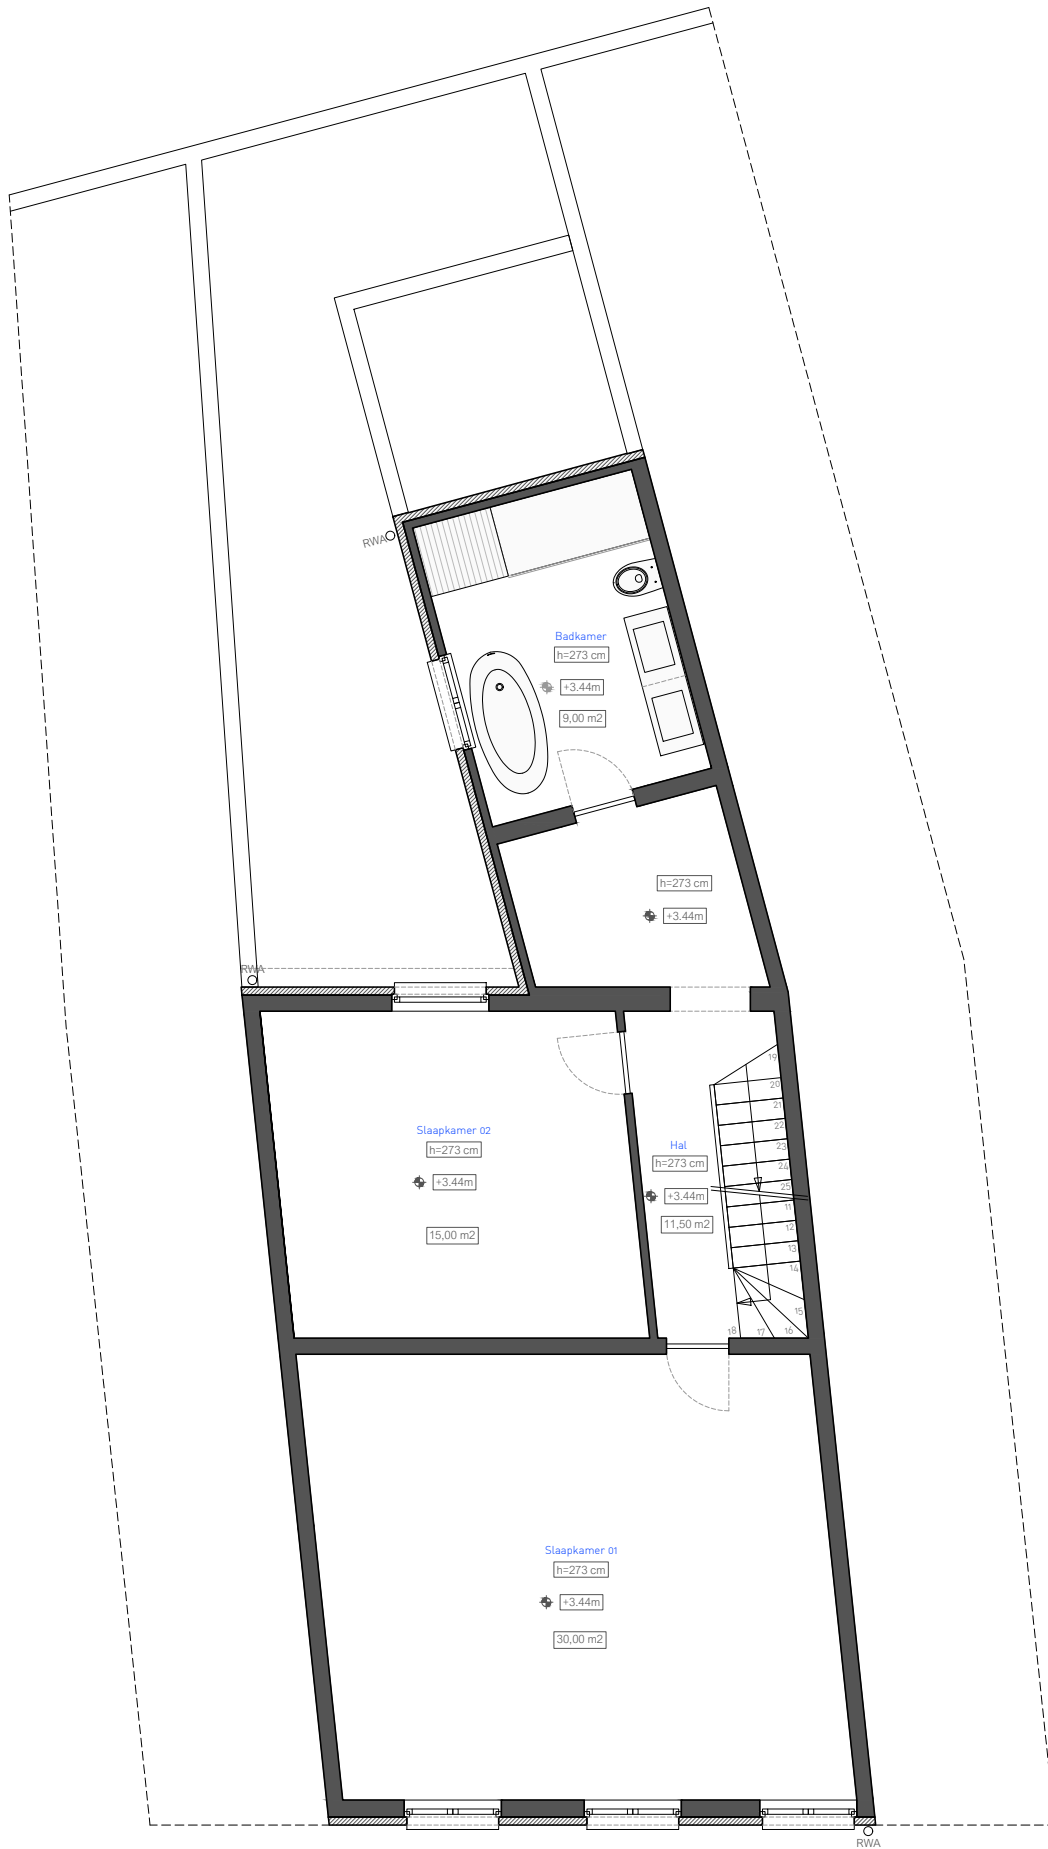 RWA
Badkamer
h=273 cm
+3.44m
9,00 m2
h=273 cm
+3.44m
RWA
19
20
21
22
23
24
25
11
12
13
14
15
16
17
18
Slaapkamer 02
h=273 cm
+3.44m
15,00 m2
Hal
h=273 cm
+3.44m
11,50 m2
Slaapkamer 01
h=273 cm
+3.44m
30,00 m2
RWA